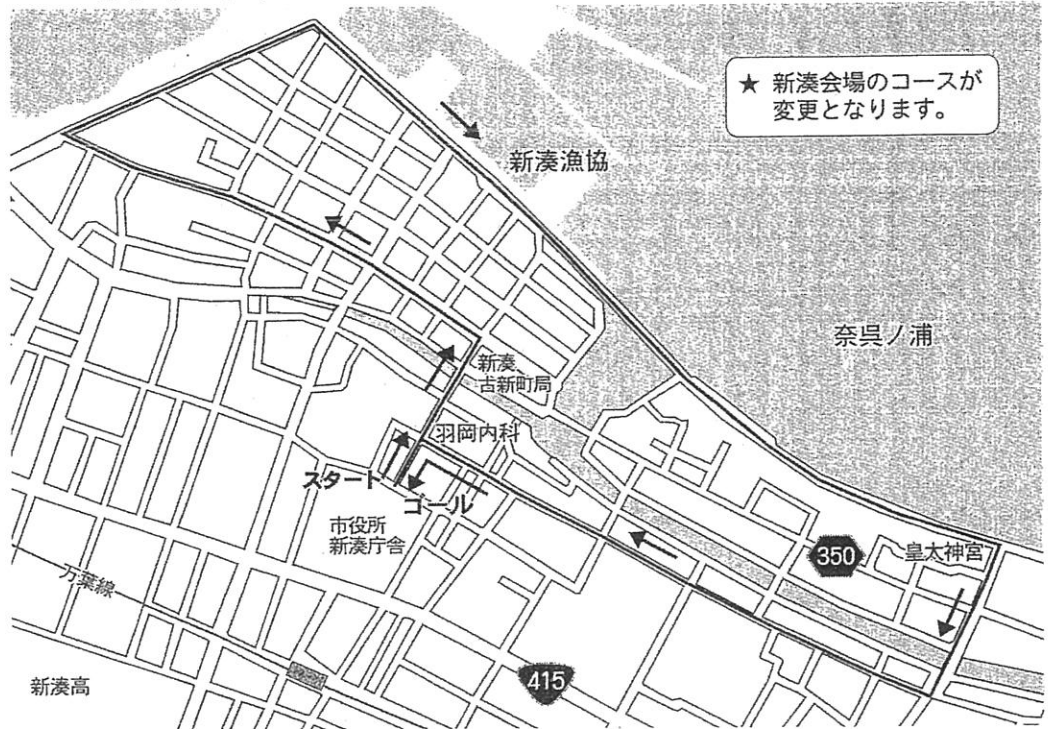 ★ 新湊会場のコースが
変更となります。
新湊漁協
奈呉ノ浦
新湊
古新町局
羽岡内科
スタート
ゴール
市役所
新湊庁舎
350
皇太神宮
万葉線
415
新湊高